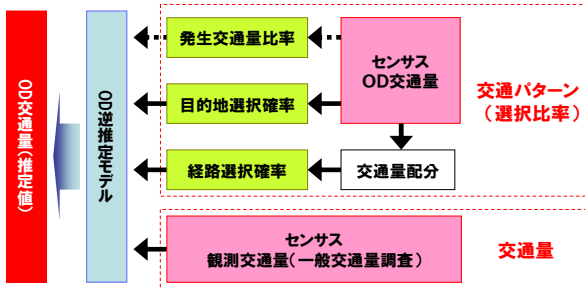 OD交通量(推定値)
OD逆推定モデル
発生交通量比率
目的地選択確率
経路選択確率
センサス
OD交通量
交通量配分
交通パターン
(選択比率)
センサス
観測交通量(一般交通量調査)
交通量